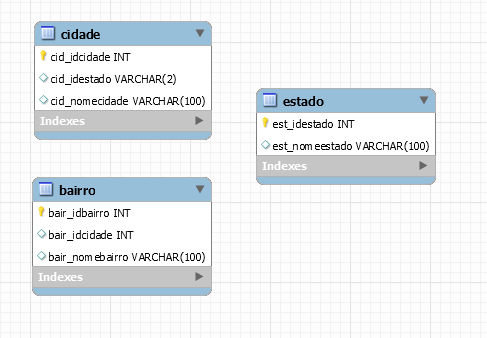 cidade
cid_idcidade INT
cid_idestado VARCHAR(2)
cid_nomecidade VARCHAR(100)
Indexes
estado
est_idestado INT
est_nomeestado VARCHAR(100)
Indexes
bairro
bair_idbairro INT
bair_idcidade INT
bair_nomebairro VARCHAR(100)
Indexes